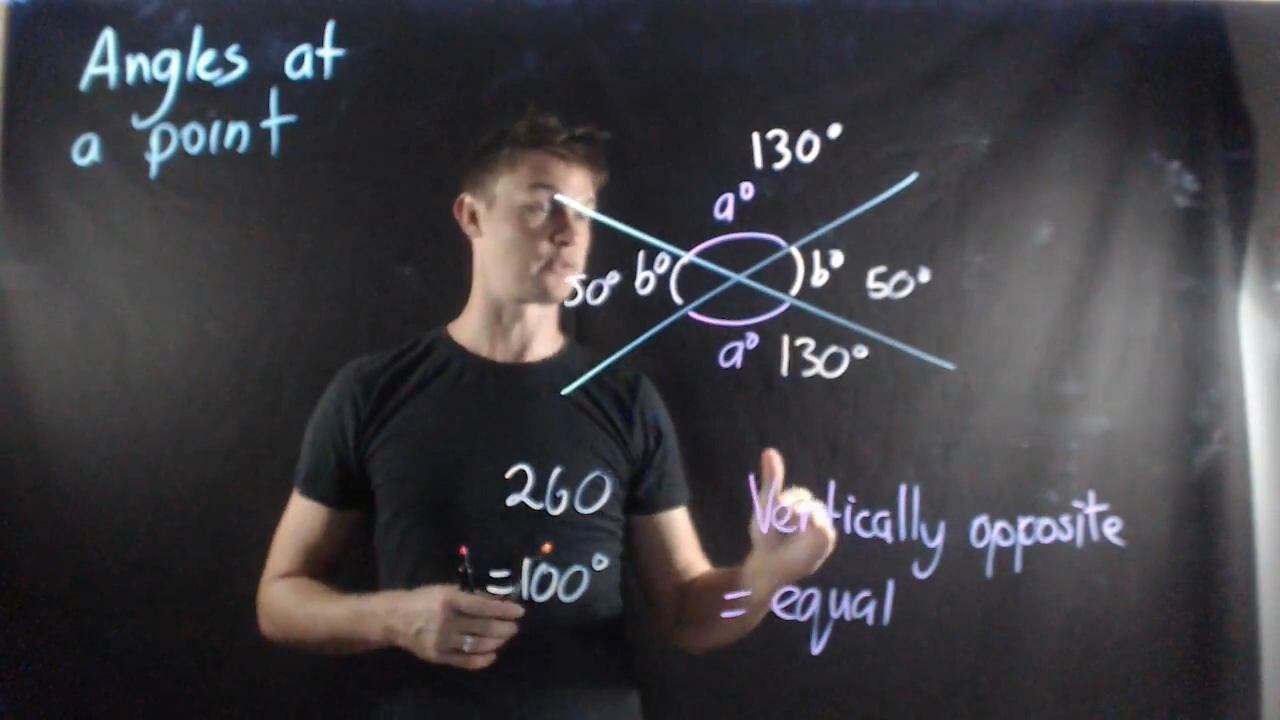 Angles at
a point
130°
a°
50° b° b° 50°
a° 130°
260
=100°
Vertically opposite
= equal